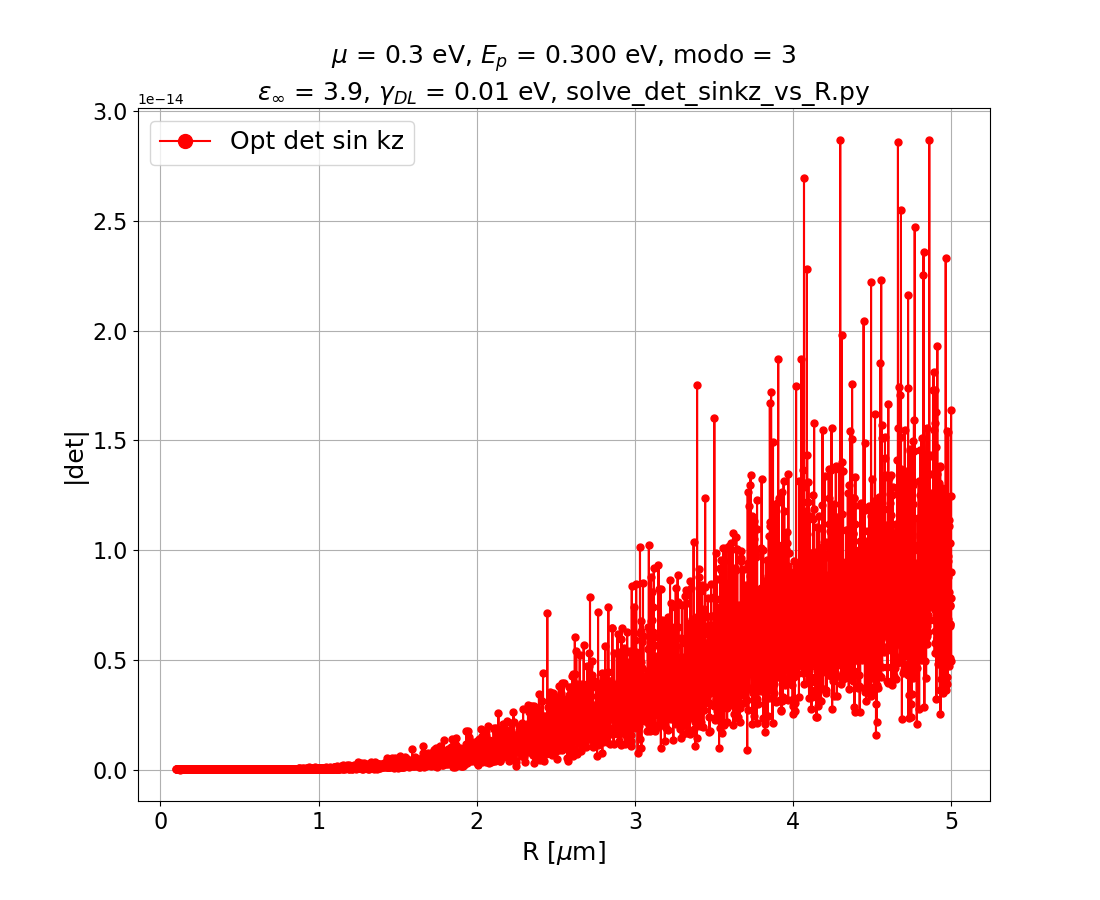 μ = 0.3 eV, E_p = 0.300 eV, modo = 3
ε_∞ = 3.9, γ_DL = 0.01 eV, solve_det_sinkz_vs_R.py
1e−14
3.0
Opt det sin kz
2.5
2.0
1.5
1.0
0.5
0.0
|det|
0 1 2 3 4 5
R [μm]